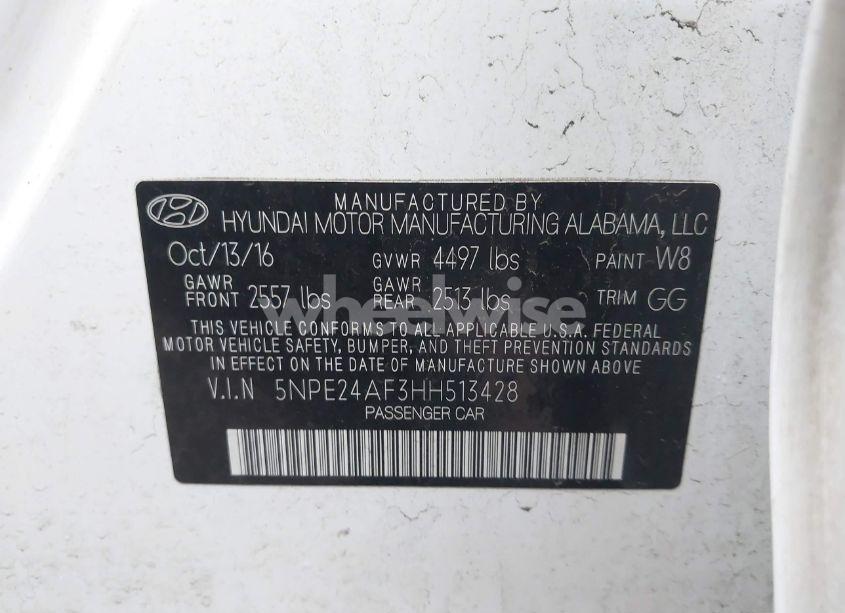 MANUFACTURED BY
HYUNDAI MOTOR MANUFACTURING ALABAMA, LLC
Oct/13/16 GVWR 4497 lbs PAINT W8
GAWR FRONT 2557 lbs GAWR REAR 2513 lbs TRIM GG
wheelwise
THIS VEHICLE CONFORMS TO ALL APPLICABLE U.S.A. FEDERAL
MOTOR VEHICLE SAFETY, BUMPER, AND THEFT PREVENTION STANDARDS
IN EFFECT ON THE DATE OF MANUFACTURE SHOWN ABOVE
V.I.N 5NPE24AF3HH513428
PASSENGER CAR